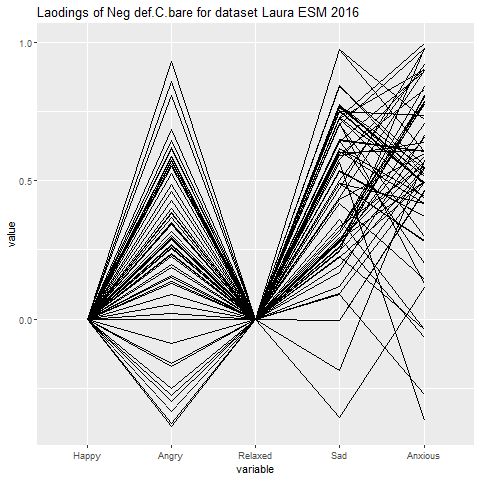 Laodings of Neg def.C.bare for dataset Laura ESM 2016
1.0
0.5
0.0
value
Happy Angry Relaxed Sad Anxious
variable